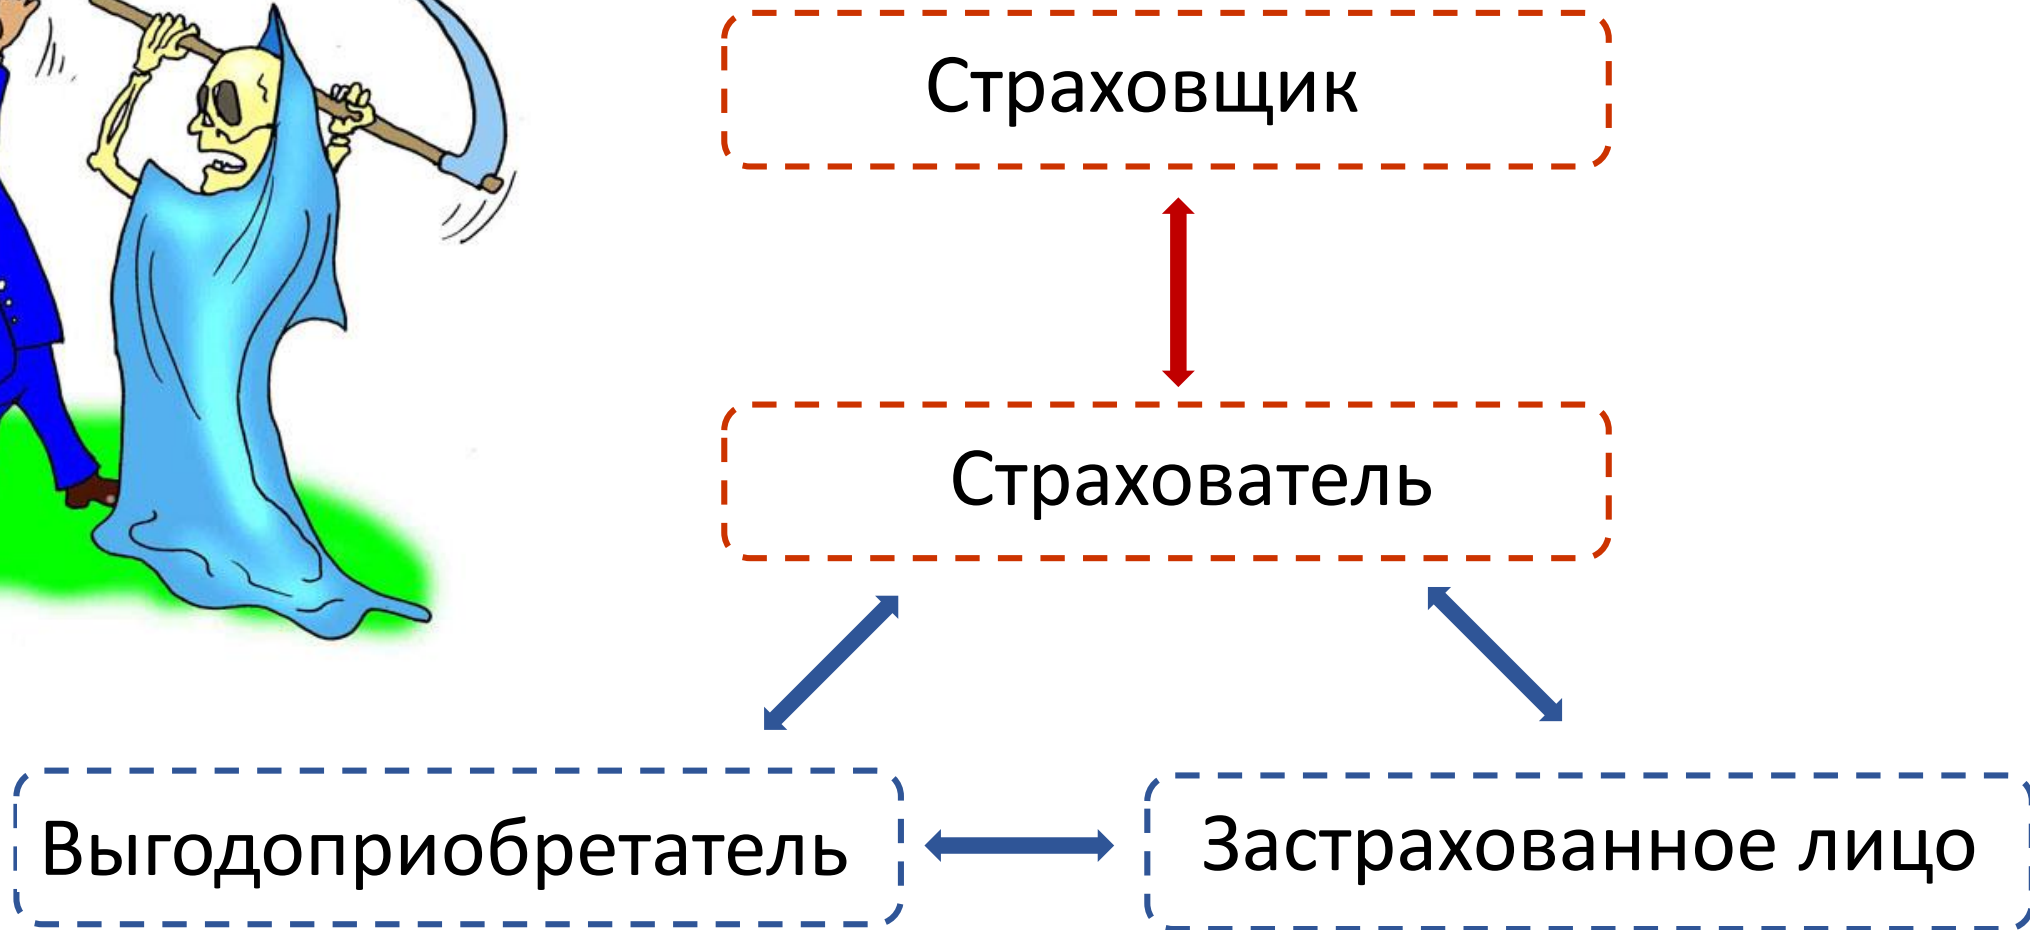 Страховщик
Страхователь
Выгодоприобретатель
Застрахованное лицо